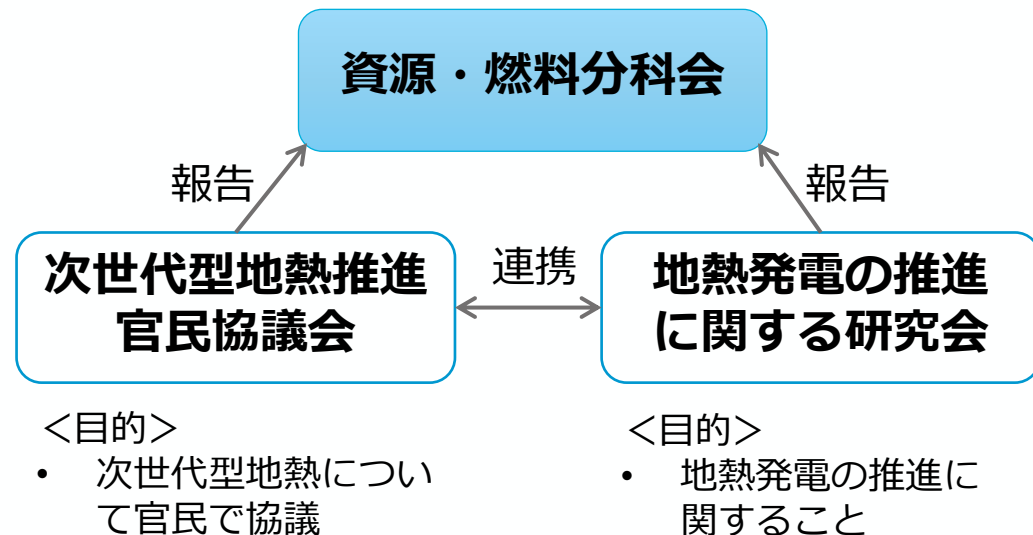 資源・燃料分科会
報告
報告
次世代型地熱推進
官民協議会
連携
地熱発電の推進
に関する研究会
＜目的＞
• 次世代型地熱につい
て官民で協議
＜目的＞
• 地熱発電の推進に
関すること